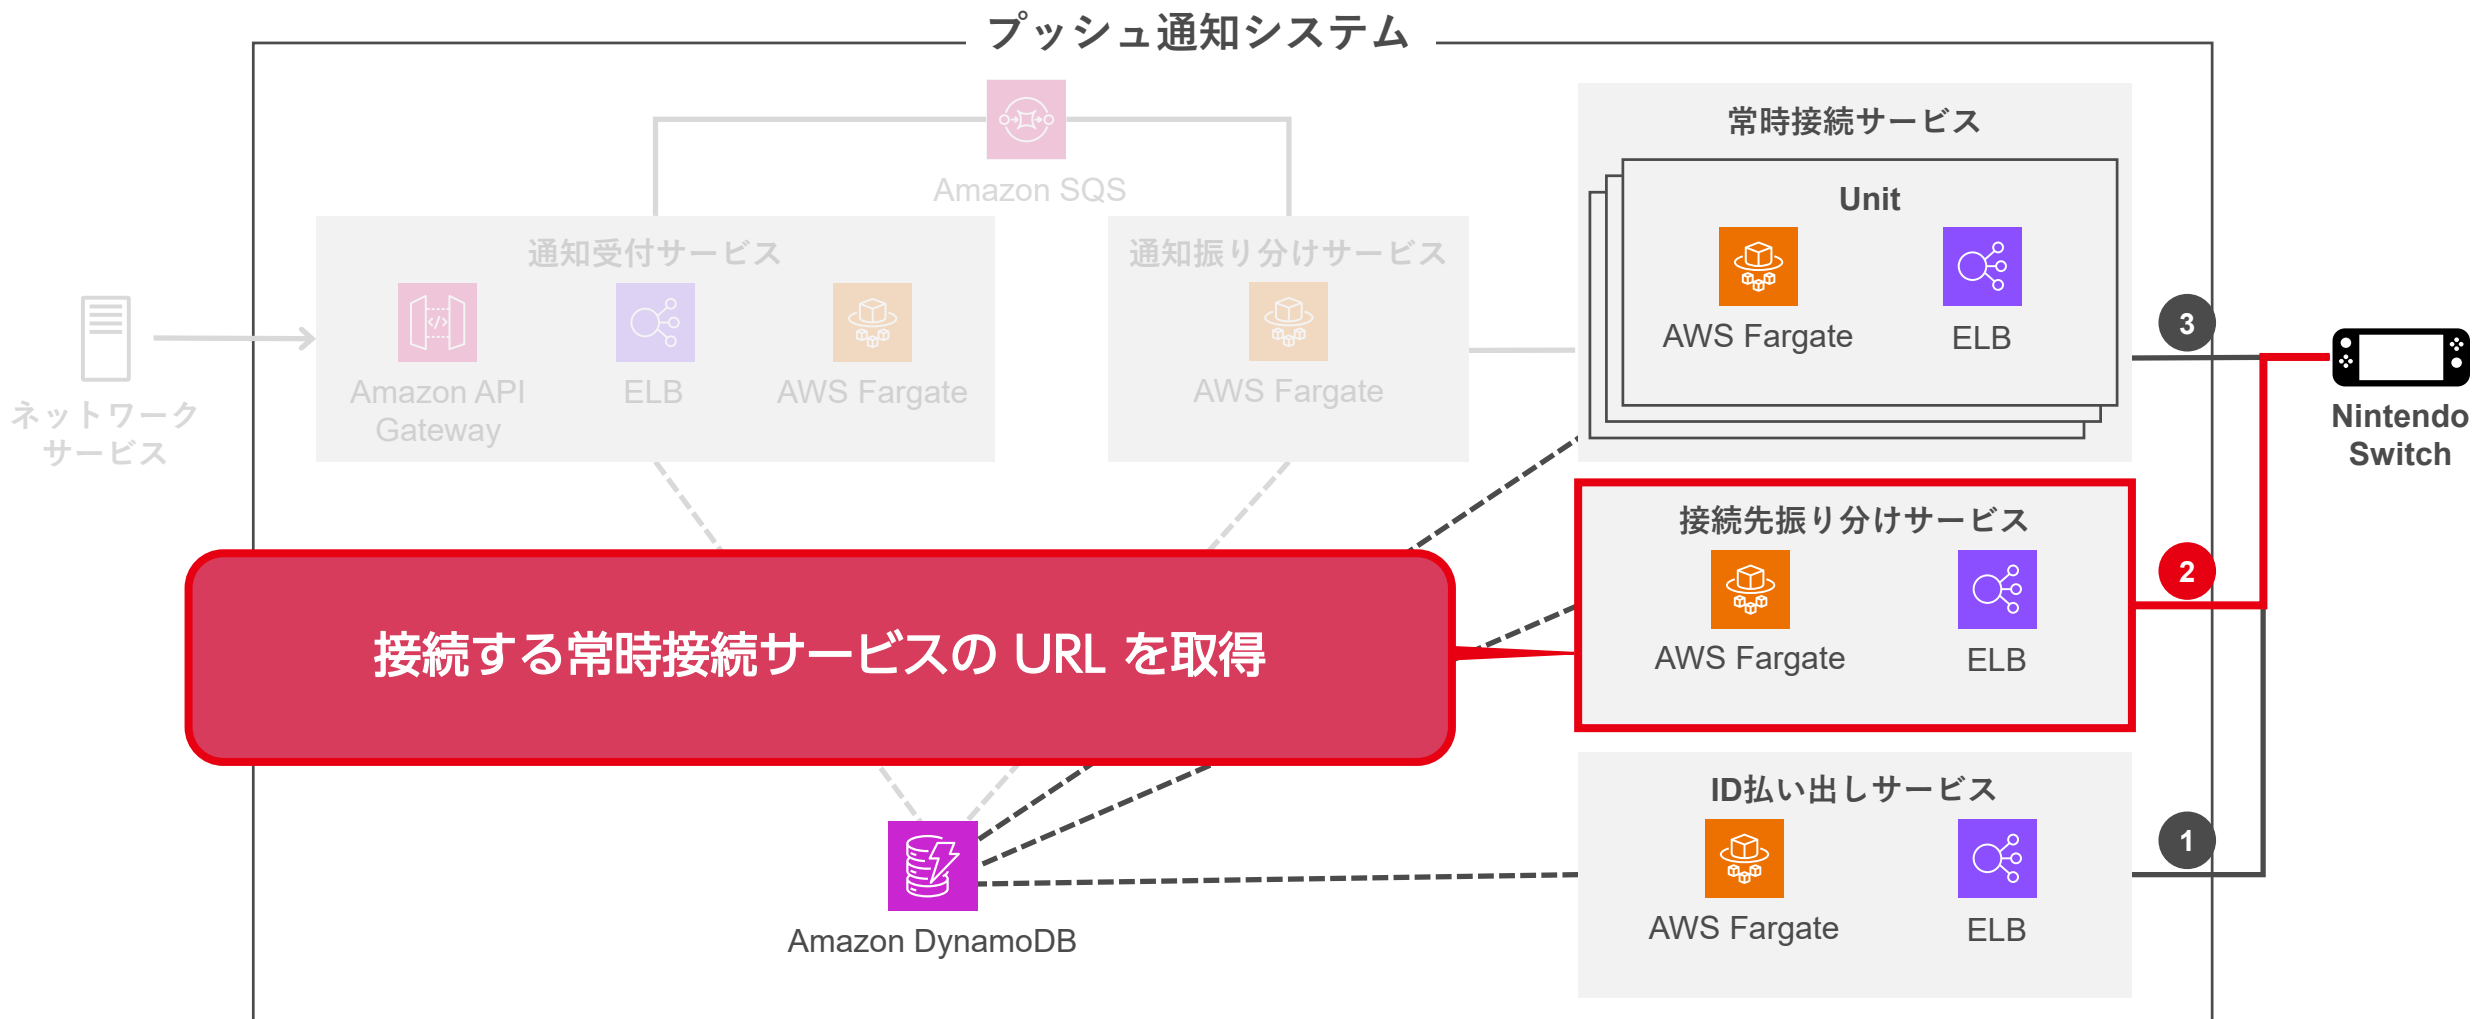 プッシュ通知システム
Amazon SQS
通知受付サービス
Amazon API
Gateway
ELB
AWS Fargate
通知振り分けサービス
AWS Fargate
常時接続サービス
Unit
AWS Fargate
ELB
3
ネットワーク
サービス
Nintendo
Switch
接続先振り分けサービス
AWS Fargate
ELB
2
接続する常時接続サービスの URL を取得
ID払い出しサービス
AWS Fargate
ELB
1
Amazon DynamoDB